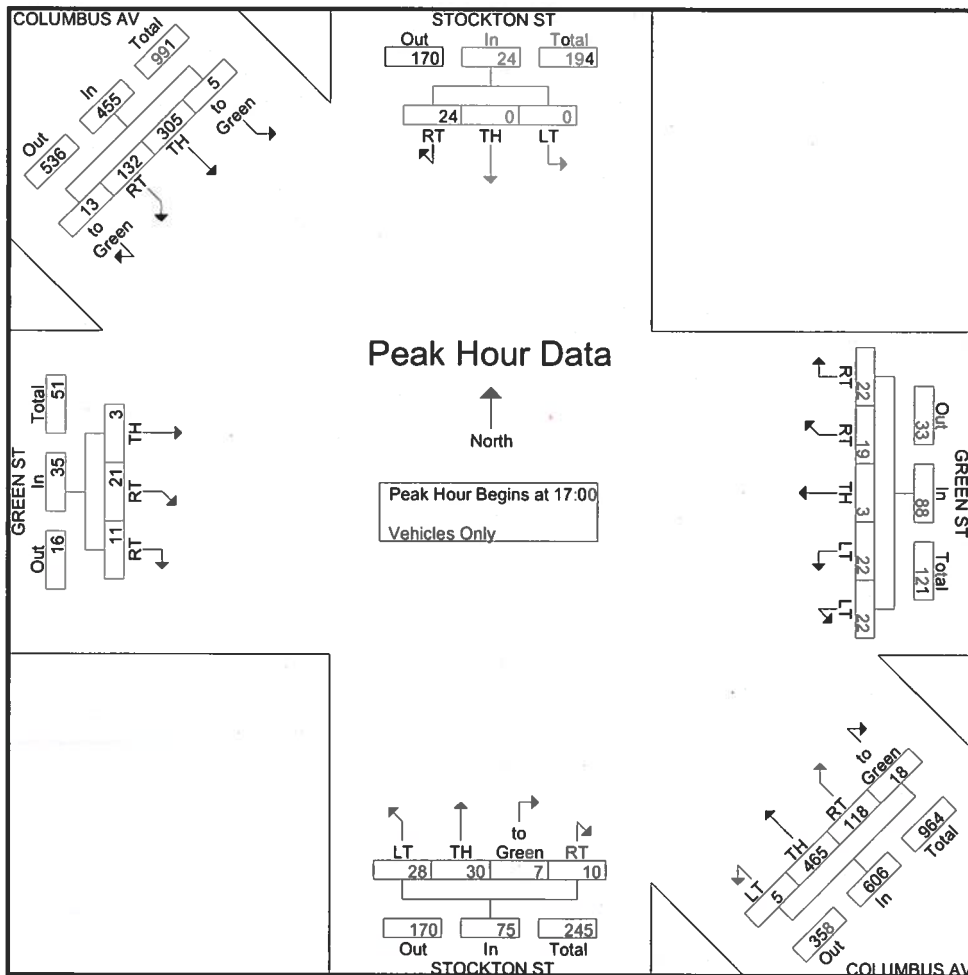 COLUMBUS AV
Total
991
In
455
Out
536
5
to Green
305
TH
132
RT
13
to Green
STOCKTON ST
Out In Total
170 24 194
24 0 0
RT TH LT
Peak Hour Data
North
Peak Hour Begins at 17:00
Vehicles Only
GREEN ST
Total
51
In
35
Out
16
3
TH
21
RT
11
RT
GREEN ST
Out
33
In
88
Total
121
RT
22
RT
19
TH
3
LT
22
LT
22
LT TH to Green RT
28 30 7 10
170 75 245
Out In Total
STOCKTON ST
to Green
18
RT
118
TH
465
LT
5
964
Total
606
In
358
Out
COLUMBUS AV